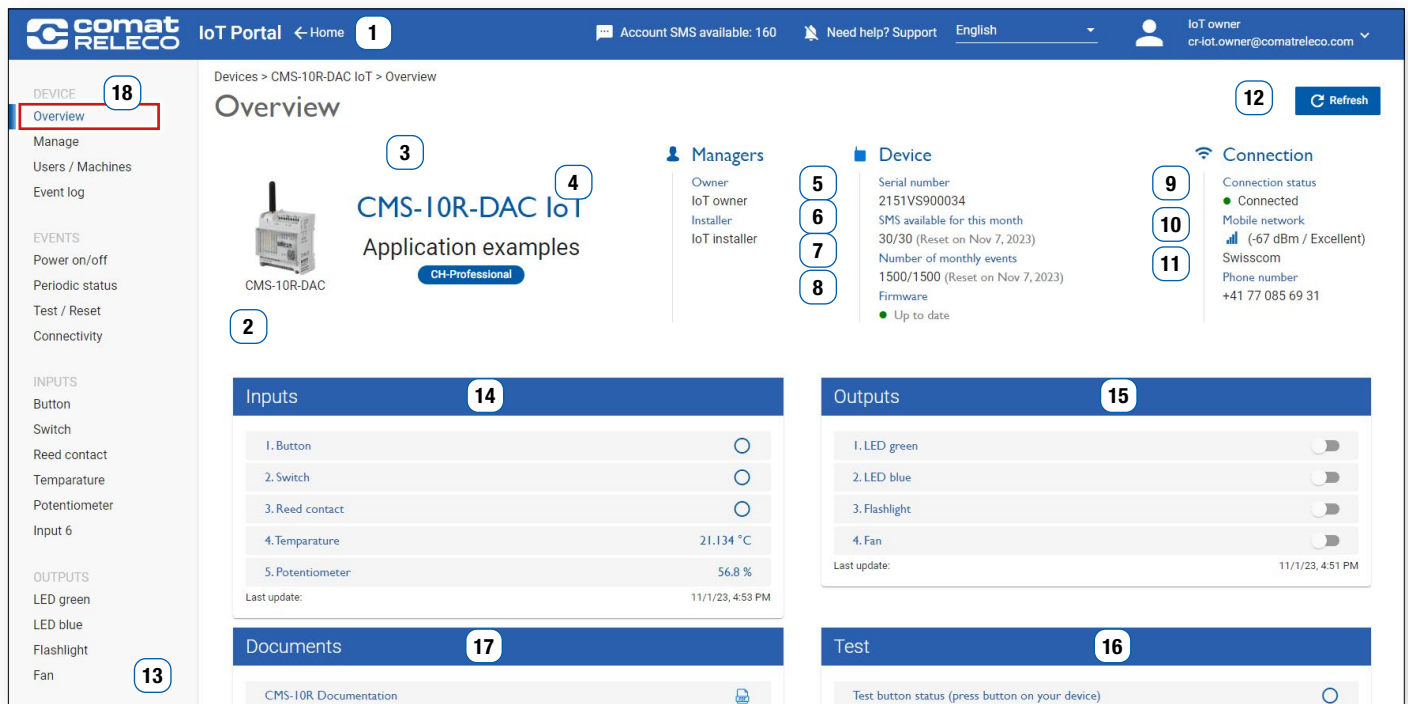 comat RELECO
IoT Portal ← Home 1
Account SMS available: 160
Need help? Support
English
IoT owner
cr-iot.owner@comatreleco.com
DEVICE 18
Overview
Manage
Users / Machines
Event log
EVENTS
Power on/off
Periodic status
Test / Reset
Connectivity
INPUTS
Button
Switch
Reed contact
Temparature
Potentiometer
Input 6
OUTPUTS
LED green
LED blue
Flashlight
Fan 13
Devices > CMS-10R-DAC IoT > Overview
Overview
12 Refresh
3
4
CMS-10R-DAC IoT
Application examples
CH-Professional
CMS-10R-DAC
2
Managers
Owner
IoT owner
Installer
IoT installer
Device
5 Serial number
2151VS900034
6 SMS available for this month
30/30 (Reset on Nov 7, 2023)
7 Number of monthly events
1500/1500 (Reset on Nov 7, 2023)
8 Firmware
Up to date
Connection
9 Connection status
Connected
10 Mobile network
(-67 dBm / Excellent)
11 Swisscom
Phone number
+41 77 085 69 31
Inputs 14
1. Button
2. Switch
3. Reed contact
4. Temparature 21.134 °C
5. Potentiometer 56.8 %
Last update: 11/1/23, 4:53 PM
Outputs 15
1. LED green
2. LED blue
3. Flashlight
4. Fan
Last update: 11/1/23, 4:51 PM
Documents 17
CMS-10R Documentation
Test 16
Test button status (press button on your device)